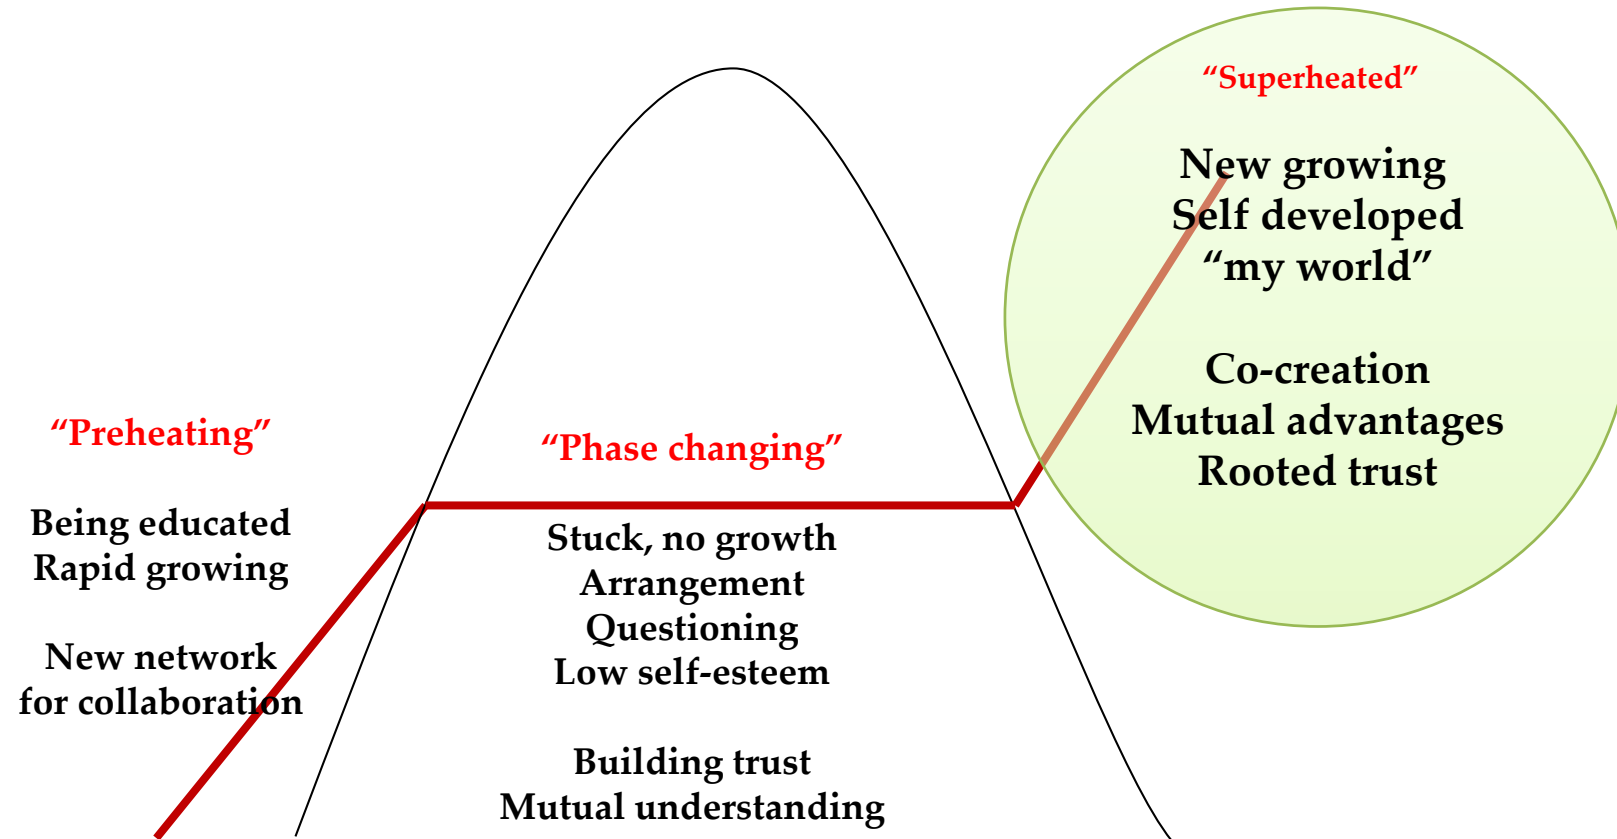 “Preheating”
Being educated
Rapid growing
New network
for collaboration
“Phase changing”
Stuck, no growth
Arrangement
Questioning
Low self-esteem
Building trust
Mutual understanding
“Superheated”
New growing
Self developed
“my world”
Co-creation
Mutual advantages
Rooted trust